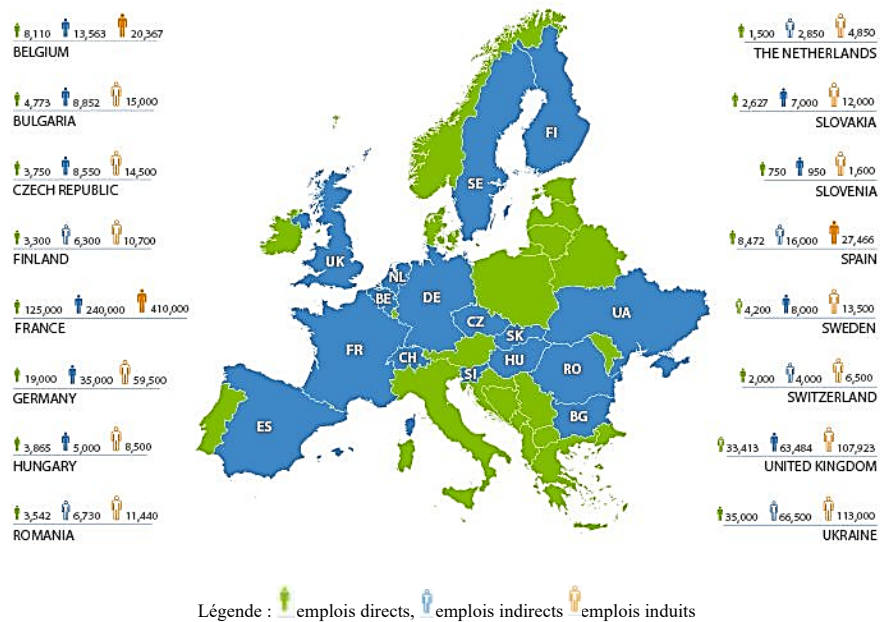 8,110 13,563 20,367
BELGIUM
4,773 8,852 15,000
BULGARIA
3,750 8,550 14,500
CZECH REPUBLIC
3,300 6,300 10,700
FINLAND
125,000 240,000 410,000
FRANCE
19,000 35,000 59,500
GERMANY
3,865 5,000 8,500
HUNGARY
3,542 6,730 11,440
ROMANIA
FI
SE
UK
NL
BE
DE
CZ
UA
SK
FR
CH
HU
SI
RO
BG
ES
1,500 2,850 4,850
THE NETHERLANDS
2,627 7,000 12,000
SLOVAKIA
750 950 1,600
SLOVENIA
8,472 16,000 27,466
SPAIN
4,200 8,000 13,500
SWEDEN
2,000 4,000 6,500
SWITZERLAND
33,413 63,484 107,923
UNITED KINGDOM
35,000 66,500 113,000
UKRAINE
Légende : emplois directs, emplois indirects emplois induits